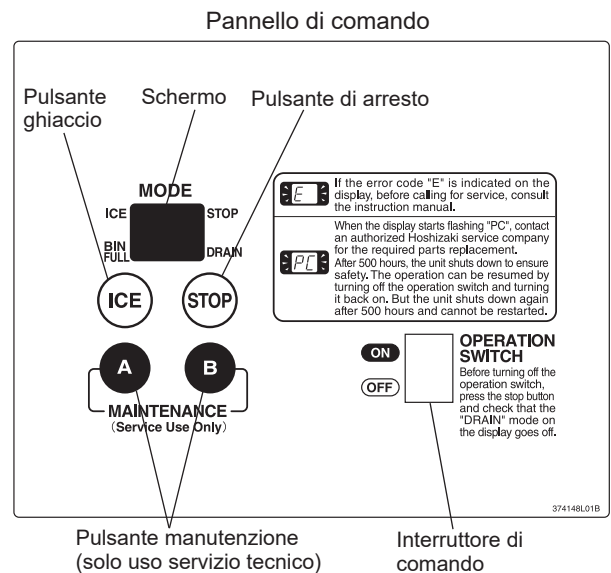 Pannello di comando
Pulsante
ghiaccio
Schermo
Pulsante di arresto
MODE
ICE
STOP
BIN
FULL
DRAIN
ICE
STOP
A
B
MAINTENANCE
(Service Use Only)
E
If the error code "E" is indicated on the
display, before calling for service, consult
the instruction manual.
PC
When the display starts flashing "PC", contact
an authorized Hoshizaki service company
for the required parts replacement.
After 500 hours, the unit shuts down to ensure
safety. The operation can be resumed by
turning off the operation switch and turning
it back on. But the unit shuts down again
after 500 hours and cannot be restarted.
ON
OFF
OPERATION
SWITCH
Before turning off the
operation switch,
press the stop button
and check that the
"DRAIN" mode on
the display goes off.
374148L01B
Pulsante manutenzione
(solo uso servizio tecnico)
Interruttore di
comando